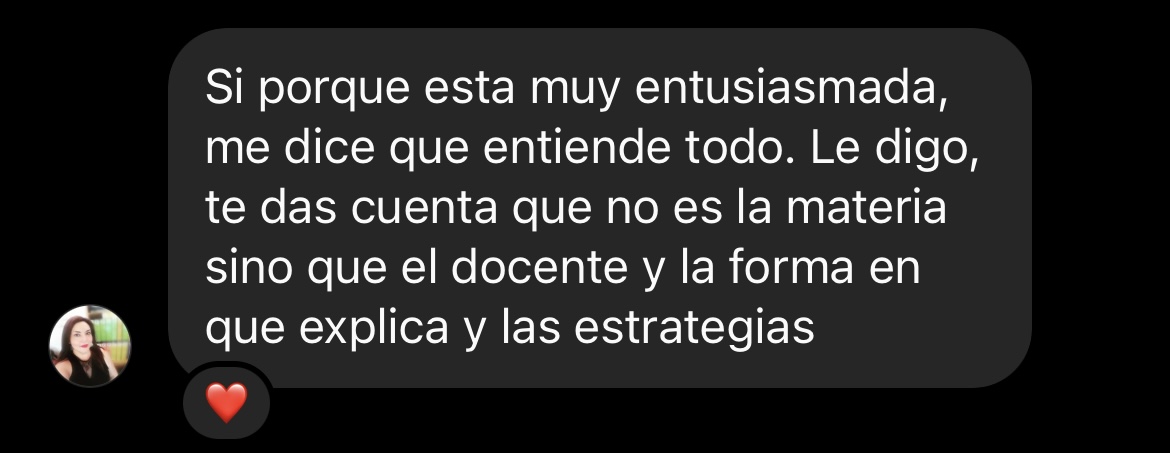 Si porque esta muy entusiasmada,
me dice que entiende todo. Le digo,
te das cuenta que no es la materia
sino que el docente y la forma en
que explica y las estrategias